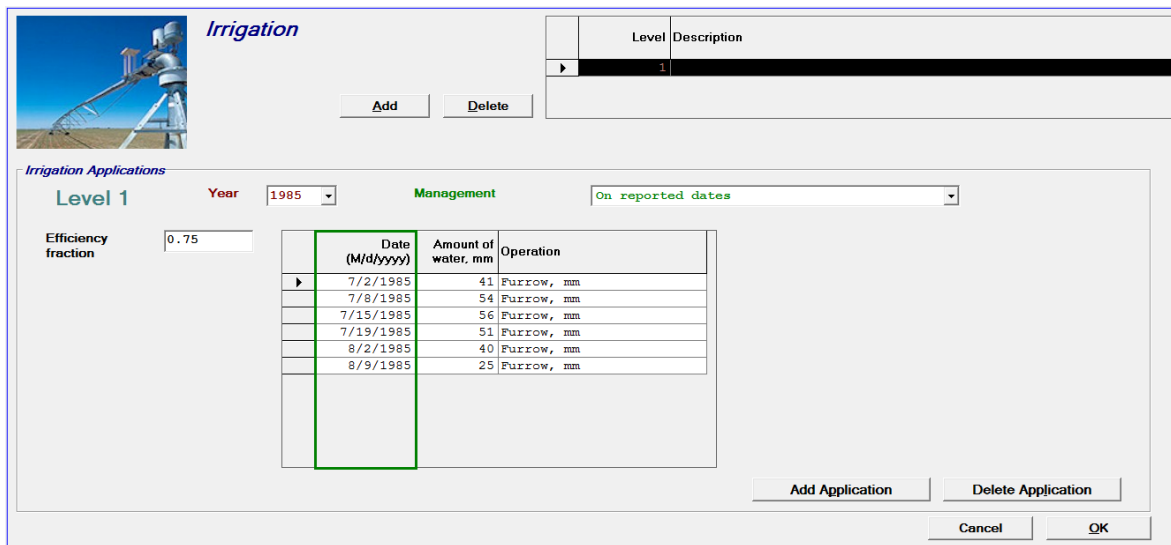 Irrigation
Level Description
1
Add Delete
Irrigation Applications
Level 1 Year 1985 Management On reported dates
Efficiency fraction 0.75
Date (M/d/yyyy) Amount of water, mm Operation
7/2/1985 41 Furrow, mm
7/8/1985 54 Furrow, mm
7/15/1985 56 Furrow, mm
7/19/1985 51 Furrow, mm
8/2/1985 40 Furrow, mm
8/9/1985 25 Furrow, mm
Add Application Delete Application
Cancel OK